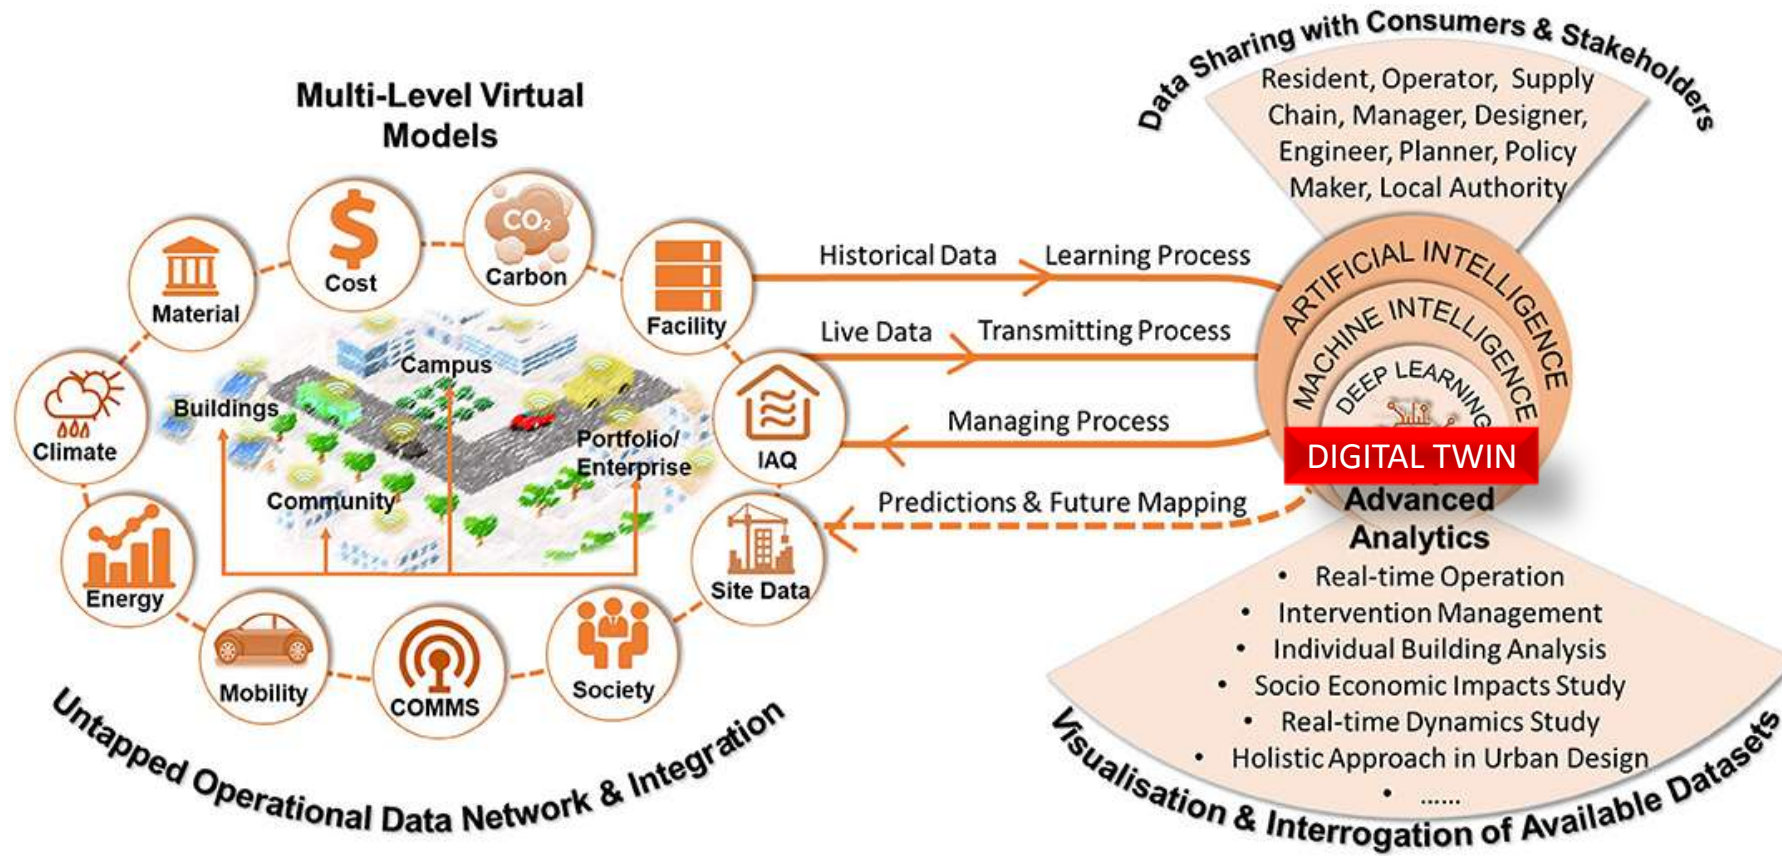 Multi-Level Virtual
Models
Cost
CO₂
Carbon
Material
Facility
Climate
IAQ
Energy
Site Data
Mobility
COMMS
Society
Campus
Buildings
Portfolio/
Enterprise
Community
Untapped Operational Data Network & Integration
Historical Data
Learning Process
Live Data
Transmitting Process
Managing Process
Predictions & Future Mapping
Data Sharing with Consumers & Stakeholders
Resident, Operator, Supply
Chain, Manager, Designer,
Engineer, Planner, Policy
Maker, Local Authority
ARTIFICIAL INTELLIGENCE
MACHINE INTELLIGENCE
DEEP LEARNING
DIGITAL TWIN
Advanced
Analytics
• Real-time Operation
• Intervention Management
• Individual Building Analysis
• Socio Economic Impacts Study
• Real-time Dynamics Study
• Holistic Approach in Urban Design
• ......
Visualisation & Interrogation of Available Datasets